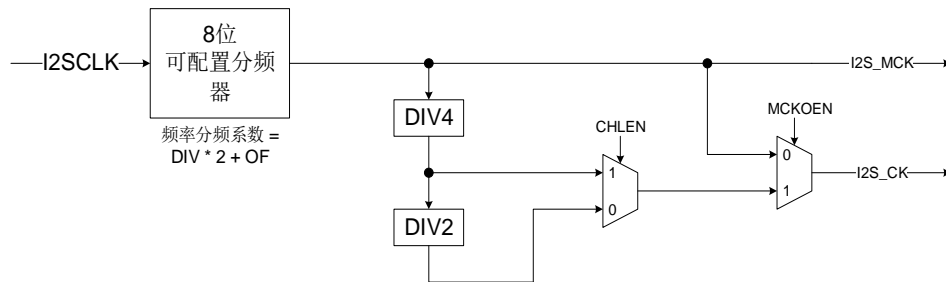 I2SCLK
8位
可配置分频
器
频率分频系数 =
DIV * 2 + OF
I2S_MCK
DIV4
CHLEN
MCKOEN
1
0
0
1
I2S_CK
DIV2